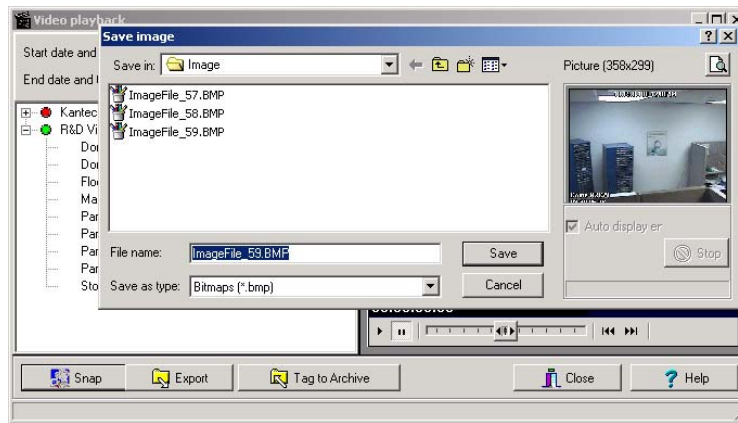 Video playback
Save image
Start date and
End date and
Save in: Image
Picture (358x299)
ImageFile_57.BMP
ImageFile_58.BMP
ImageFile_59.BMP
Kantec
R&D Vi
Do
Do
Flo
Ma
Par
Par
Par
Par
Sto
Auto display er
Stop
File name: ImageFile_59.BMP
Save
Save as type: Bitmaps (*.bmp)
Cancel
Snap
Export
Tag to Archive
Close
Help